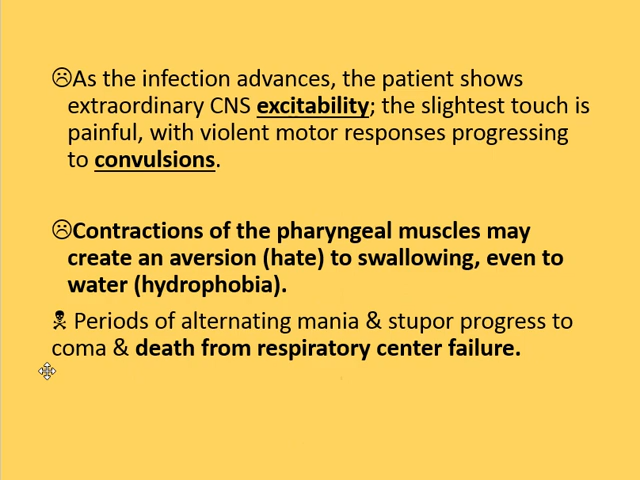 ☹As the infection advances, the patient shows
extraordinary CNS excitability; the slightest touch is
painful, with violent motor responses progressing
to convulsions.
☹Contractions of the pharyngeal muscles may
create an aversion (hate) to swallowing, even to
water (hydrophobia).
☠ Periods of alternating mania & stupor progress to
coma & death from respiratory center failure.